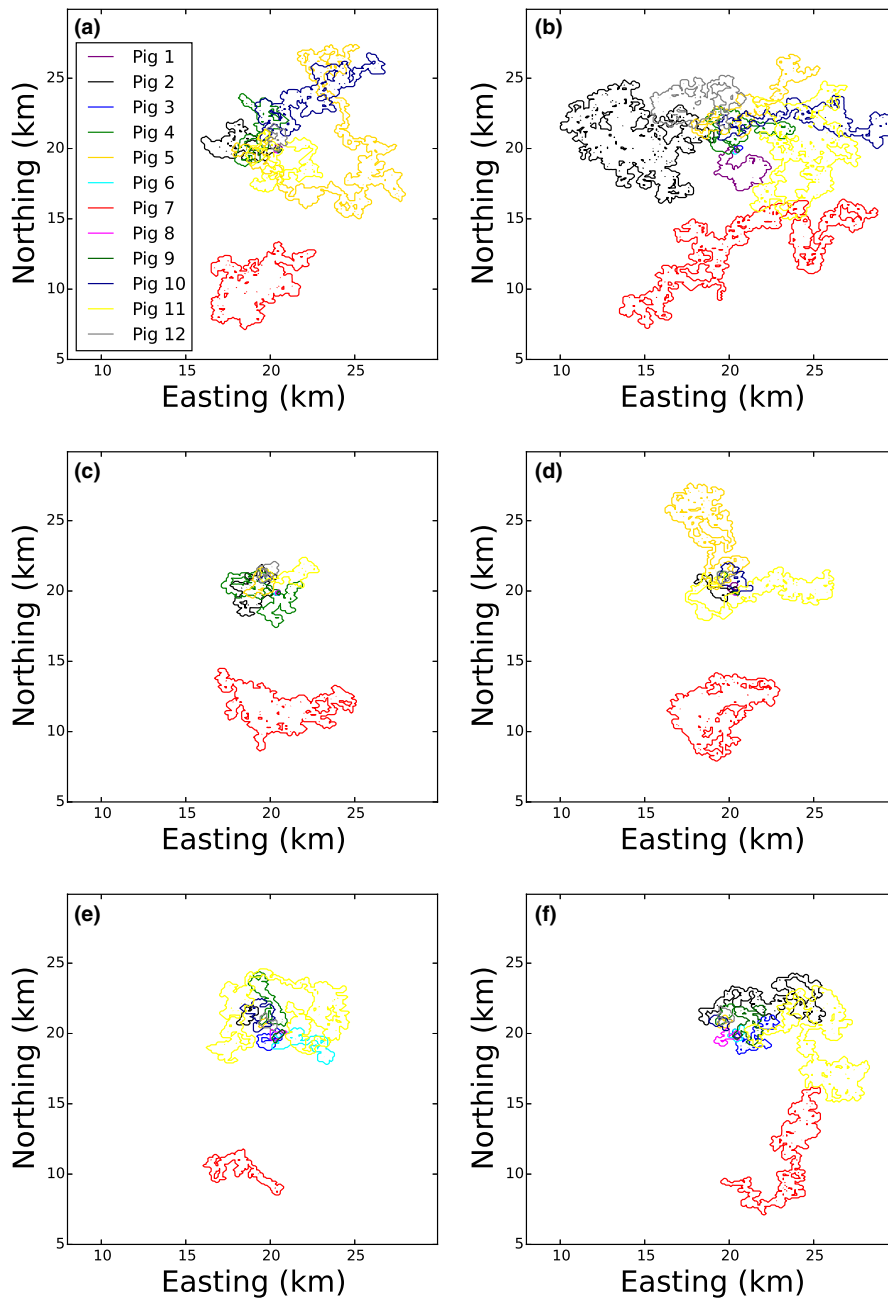 (a)
Pig 1
Pig 2
Pig 3
Pig 4
Pig 5
Pig 6
Pig 7
Pig 8
Pig 9
Pig 10
Pig 11
Pig 12
25
20
15
10
5
Northing (km)
10 15 20 25
Easting (km)
(b)
25
20
15
10
5
Northing (km)
10 15 20 25
Easting (km)
(c)
25
20
15
10
5
Northing (km)
10 15 20 25
Easting (km)
(d)
25
20
15
10
5
Northing (km)
10 15 20 25
Easting (km)
(e)
25
20
15
10
5
Northing (km)
10 15 20 25
Easting (km)
(f)
25
20
15
10
5
Northing (km)
10 15 20 25
Easting (km)